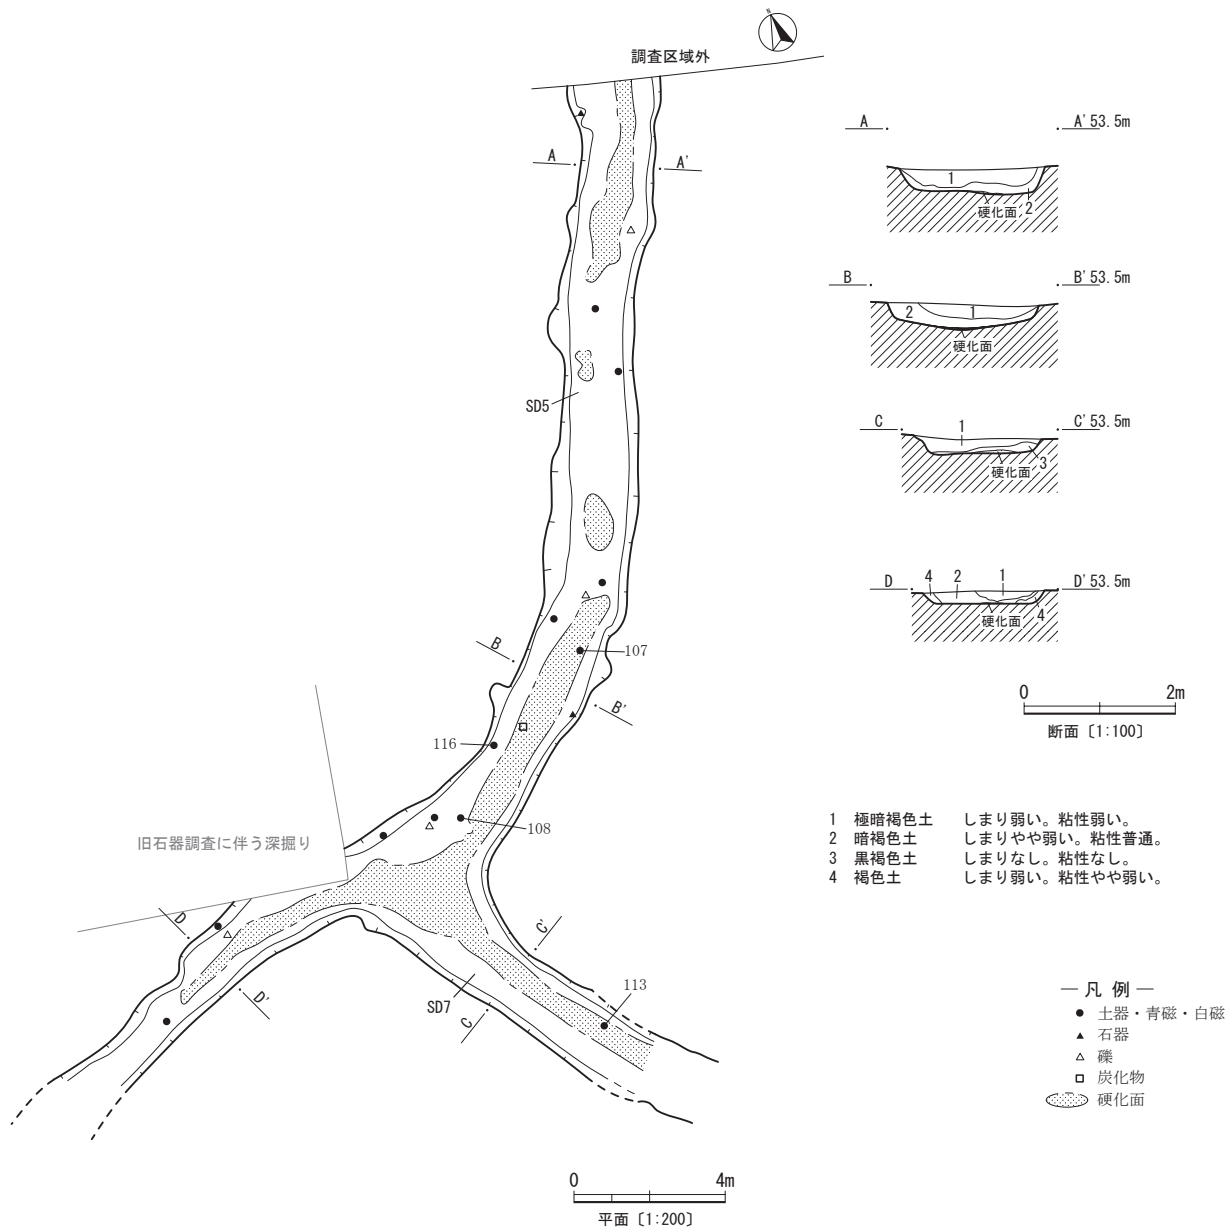 N
調査区域外
A
A'
A
A' 53.5m
1
硬化面
2
B
B' 53.5m
2
1
硬化面
SD5
C
C' 53.5m
1
硬化面
3
D
D' 53.5m
4
2
1
硬化面
4
B
107
B'
116
108
0
2m
断面〔1:100〕
旧石器調査に伴う深掘り
1 極暗褐色土 しまり弱い。粘性弱い。
2 暗褐色土 しまりやや弱い。粘性普通。
3 黒褐色土 しまりなし。粘性なし。
4 褐色土 しまり弱い。粘性やや弱い。
D
D'
C'
C
SD7
113
凡 例
土器・青磁・白磁
石器
礫
炭化物
硬化面
0
4m
平面〔1:200〕